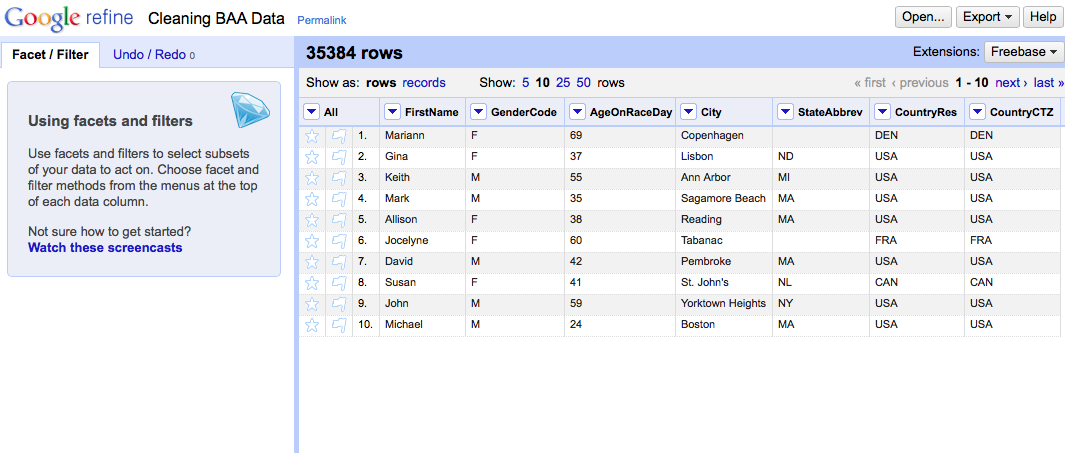 Google refine Cleaning BAA Data Permalink Open... Export Help
Facet / Filter Undo / Redo 0 35384 rows Extensions: Freebase
Show as: rows records Show: 5 10 25 50 rows « first ‹ previous 1 - 10 next › last »
All FirstName GenderCode AgeOnRaceDay City StateAbbrev CountryRes CountryCTZ
1. Mariann F 69 Copenhagen DEN DEN
2. Gina F 37 Lisbon ND USA USA
3. Keith M 55 Ann Arbor MI USA USA
4. Mark M 35 Sagamore Beach MA USA USA
5. Allison F 38 Reading MA USA USA
6. Jocelyne F 60 Tabanac FRA FRA
7. David M 42 Pembroke MA USA USA
8. Susan F 41 St. John's NL CAN CAN
9. John M 59 Yorktown Heights NY USA USA
10. Michael M 24 Boston MA USA USA
Using facets and filters
Use facets and filters to select subsets
of your data to act on. Choose facet and
filter methods from the menus at the top
of each data column.
Not sure how to get started?
Watch these screencasts